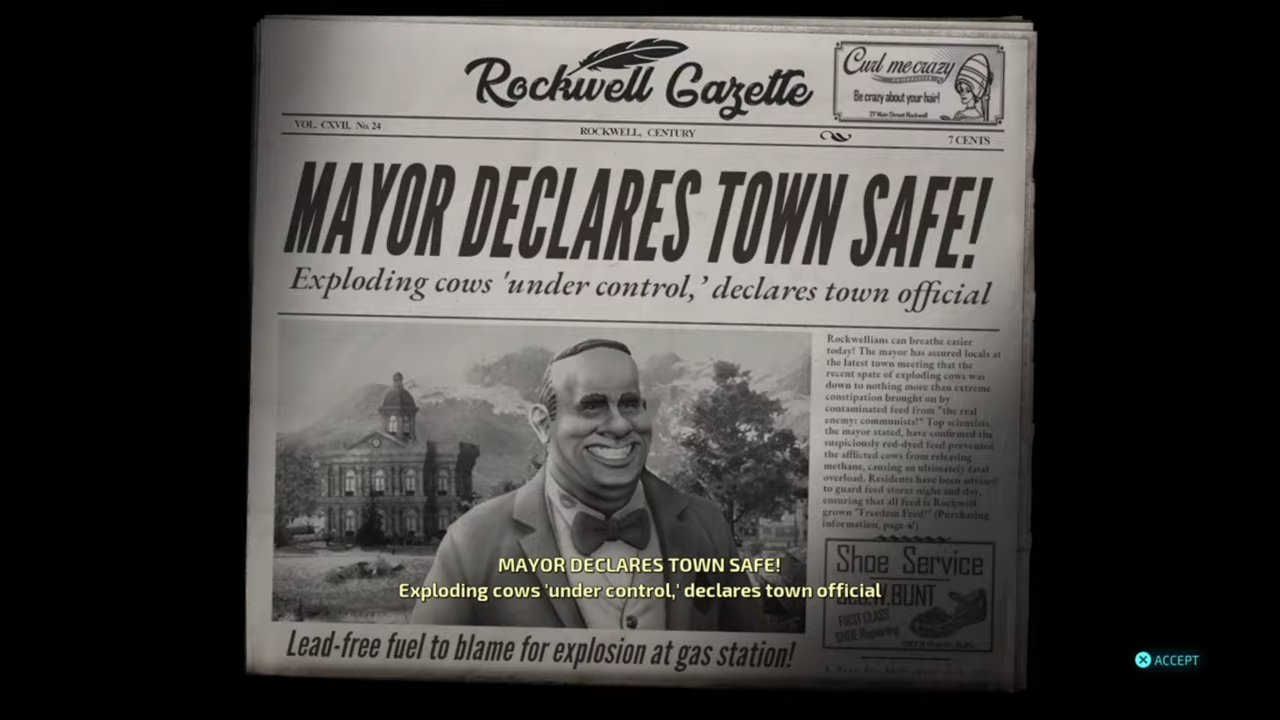 Rockwell Gazette
Curl me crazy
Be crazy about your hair!
27 Main Street Rockwell
VOL. CXVII, No. 24
ROCKWELL, CENTURY
7 CENTS
MAYOR DECLARES TOWN SAFE!
Exploding cows 'under control,' declares town official
Rockwellians can breathe easier
today! The mayor has assured locals at
the latest town meeting that the
recent spate of exploding cows was
down to nothing more than extreme
constipation brought on by
contaminated feed from "the real
enemy: communists!" Top scientists,
the mayor stated, have confirmed the
suspiciously red-dyed feed prevented
the afflicted cows from releasing
methane, causing an ultimately fatal
overload. Residents have been advised
to guard feed stores night and day,
ensuring that all feed is Rockwell
grown "Freedom Feed!" (Purchasing
information, page 4!)
Shoe Service
BUNT
FIRST CLASS
SHOE Repairing
MAYOR DECLARES TOWN SAFE!
Exploding cows 'under control,' declares town official
Lead-free fuel to blame for explosion at gas station!
ACCEPT